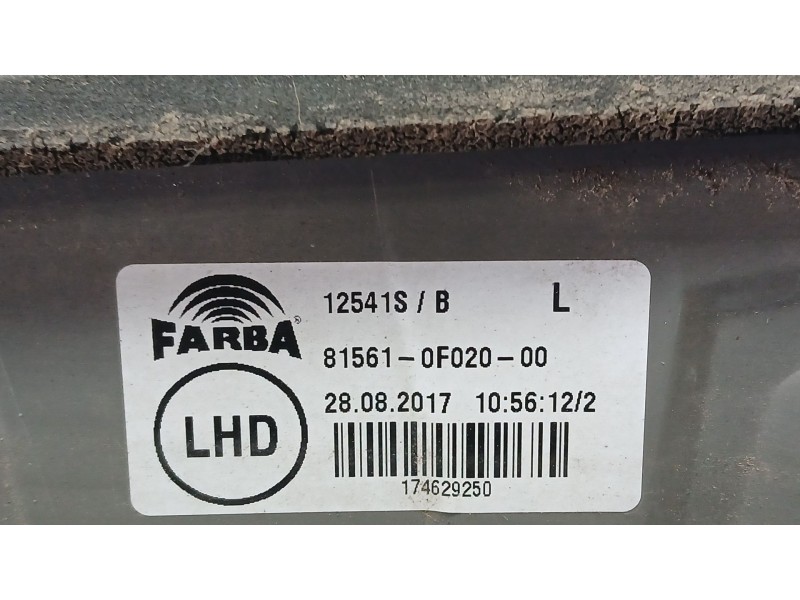 12541S / B L
FARBA®
81561-0F020-00
LHD
28.08.2017 10:56:12/2
174629250